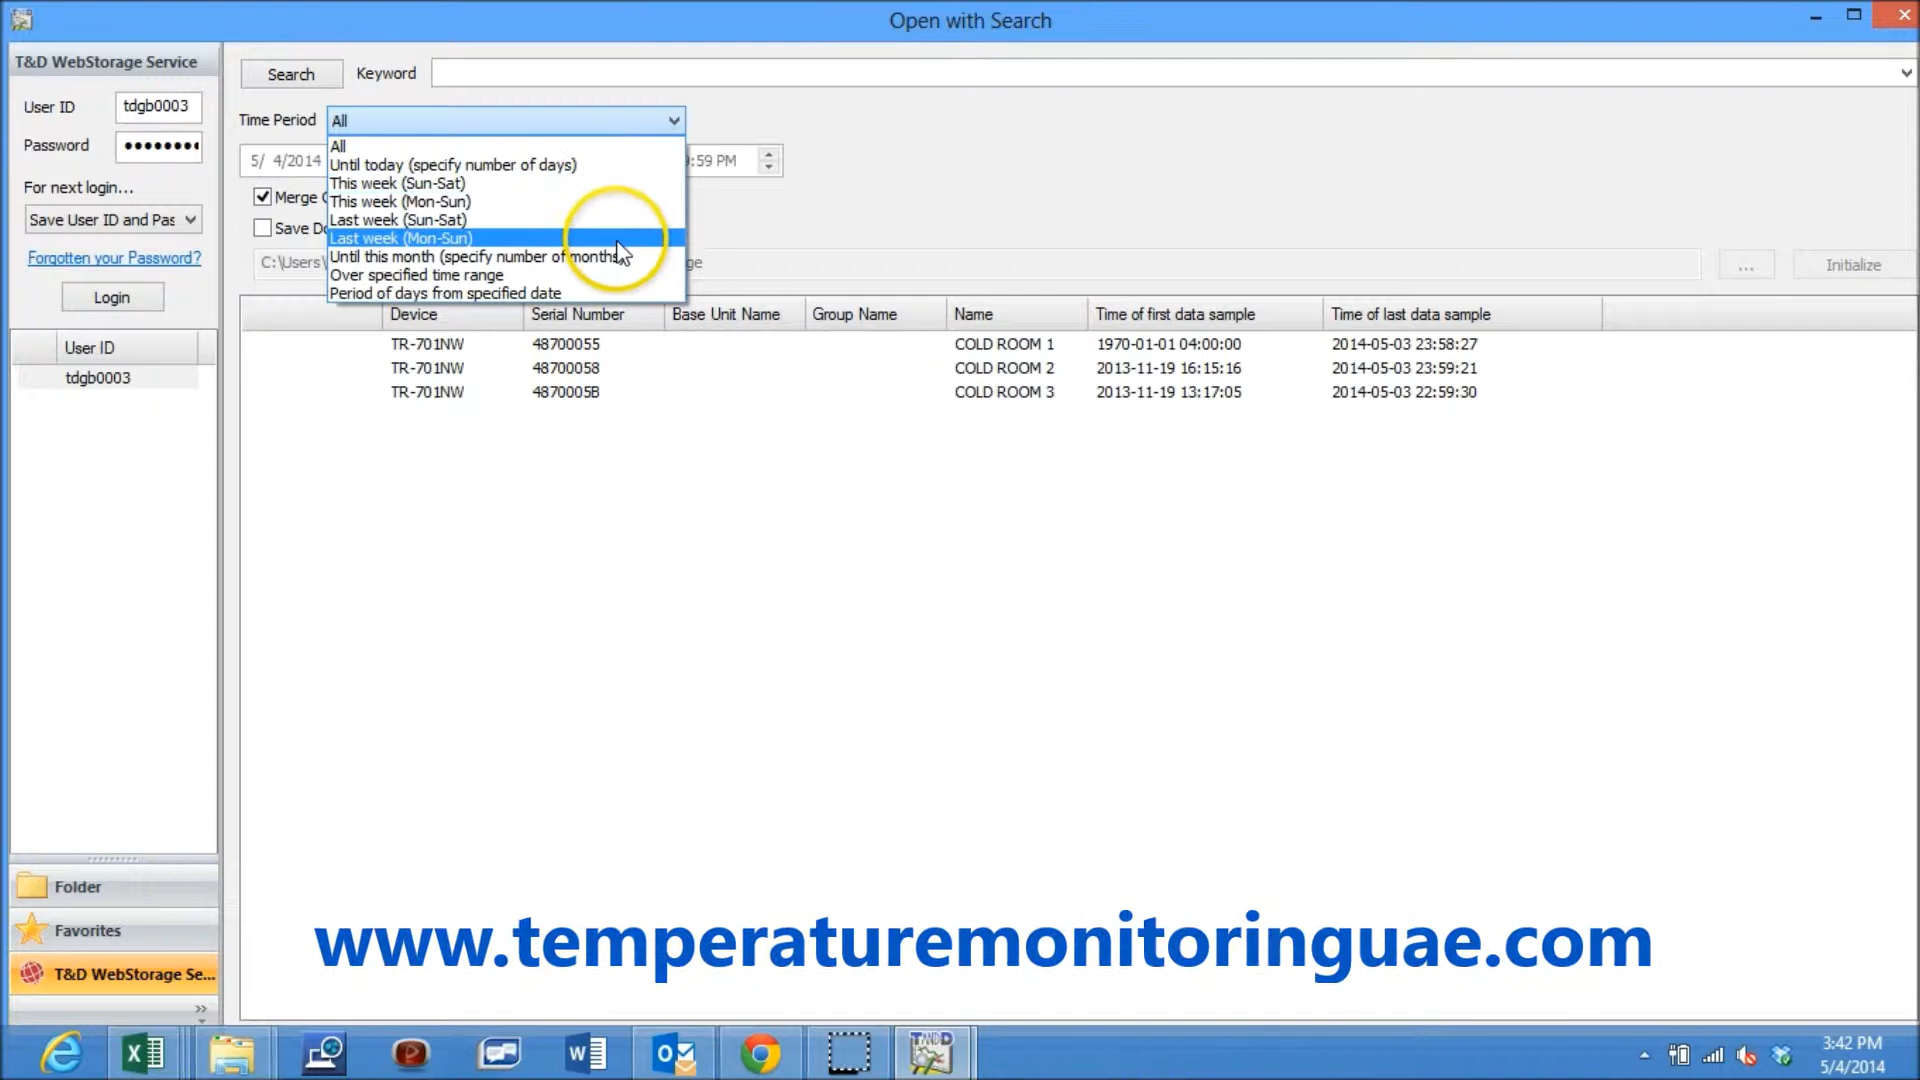 Open with Search
T&D WebStorage Service
User ID tdgb0003
Password
For next login...
Save User ID and Pas
Forgotten your Password?
Login
User ID
tdgb0003
Folder
Favorites
T&D WebStorage Se...
Search Keyword
Time Period All
All
Until today (specify number of days)
This week (Sun-Sat)
This week (Mon-Sun)
Last week (Sun-Sat)
Last week (Mon-Sun)
Until this month (specify number of months)
Over specified time range
Period of days from specified date
5/ 4/2014 :59 PM
Merge
Save
C:\Users\ ... Initialize
Device Serial Number Base Unit Name Group Name Name Time of first data sample Time of last data sample
TR-701NW 48700055 COLD ROOM 1 1970-01-01 04:00:00 2014-05-03 23:58:27
TR-701NW 48700058 COLD ROOM 2 2013-11-19 16:15:16 2014-05-03 23:59:21
TR-701NW 4870005B COLD ROOM 3 2013-11-19 13:17:05 2014-05-03 22:59:30
www.temperaturemonitoringuae.com
TAND
3:42 PM
5/4/2014